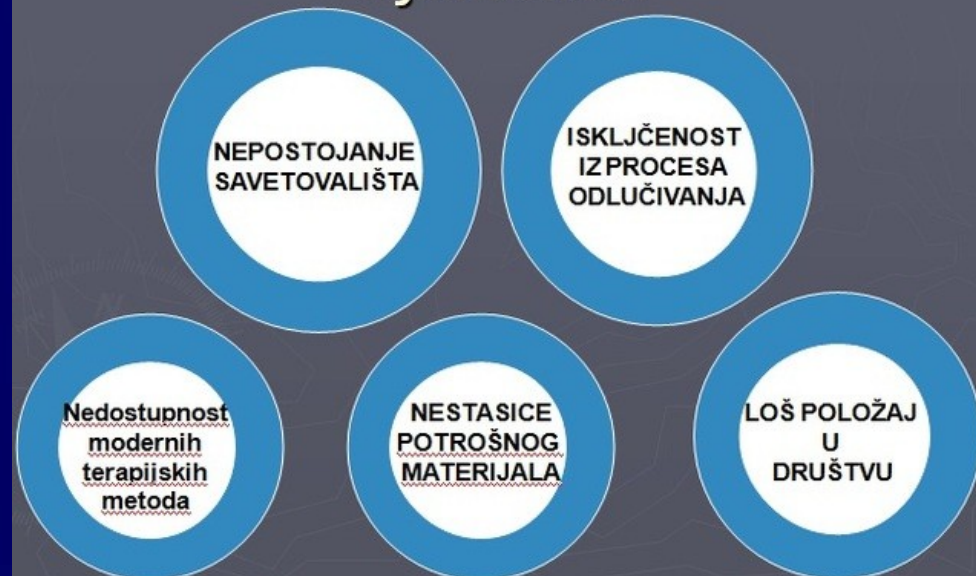 NEPOSTOJANJE
SAVETOVALIŠTA
ISKLJČENOST
IZ PROCESA
ODLUČIVANJA
Nedostupnost
modernih
terapijskih
metoda
NESTASICE
POTROŠNOG
MATERIJALA
LOŠ POLOŽAJ
U
DRUŠTVU